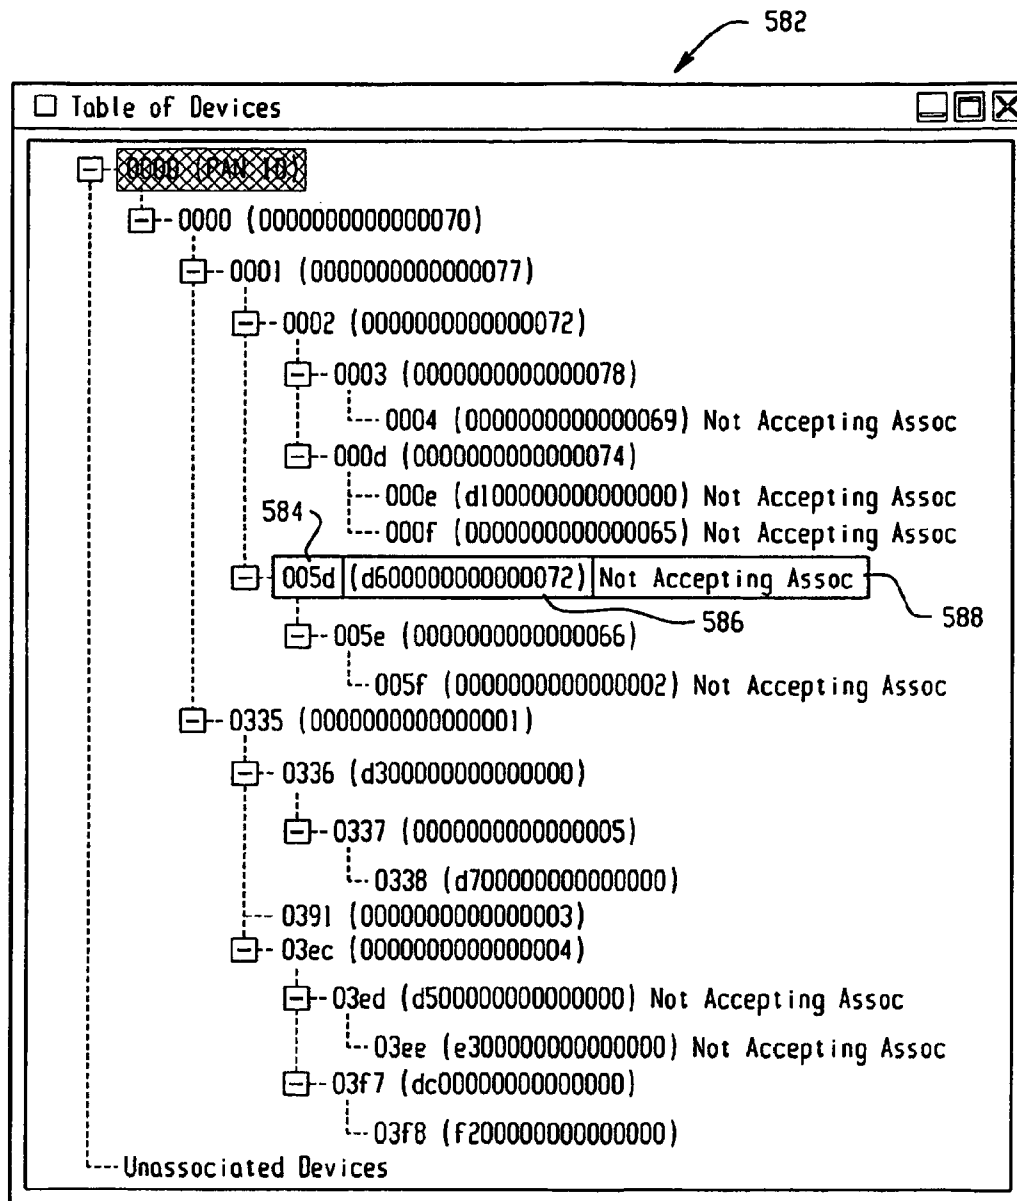 582
Table of Devices
0000 (PAN ID)
0000 (0000000000000070)
0001 (0000000000000077)
0002 (0000000000000072)
0003 (0000000000000078)
0004 (0000000000000069) Not Accepting Assoc
000d (0000000000000074)
000e (d100000000000000) Not Accepting Assoc
584
000f (0000000000000065) Not Accepting Assoc
005d (d600000000000072) Not Accepting Assoc
586 588
005e (0000000000000066)
005f (0000000000000002) Not Accepting Assoc
0335 (0000000000000001)
0336 (d300000000000000)
0337 (0000000000000005)
0338 (d700000000000000)
0391 (0000000000000003)
03ec (0000000000000004)
03ed (d500000000000000) Not Accepting Assoc
03ee (e300000000000000) Not Accepting Assoc
03f7 (dc00000000000000)
03f8 (f200000000000000)
Unassociated Devices